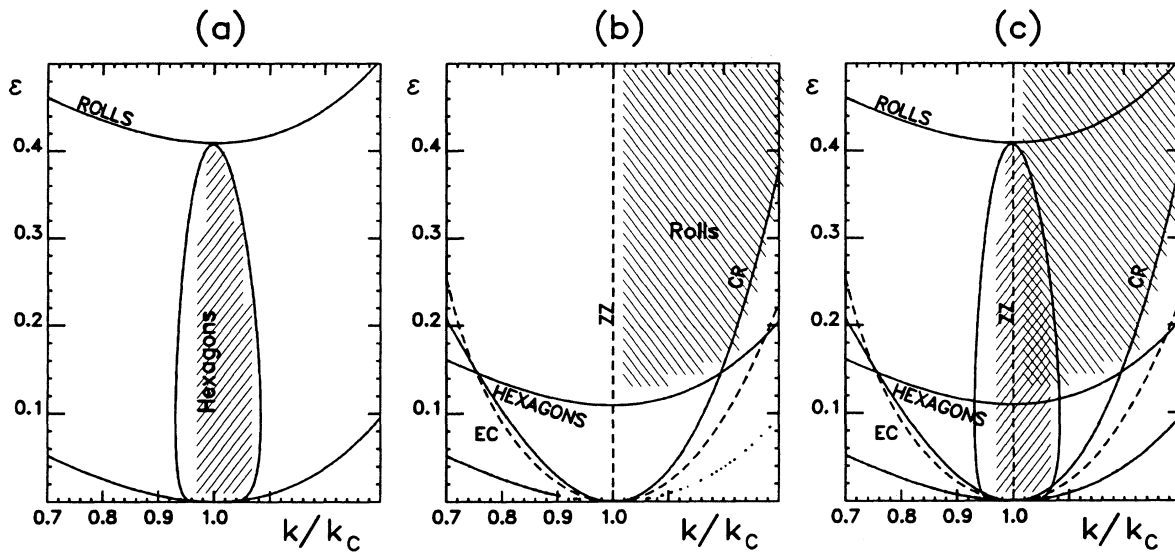 (a)
ε
ROLLS
0.4
0.3
0.2
0.1
Hexagons
0.7
0.8
0.9
1.0
k/kc
(b)
ε
0.4
0.3
0.2
0.1
Rolls
CR
ZZ
HEXAGONS
EC
0.7
0.8
0.9
1.0
k/kc
(c)
ε
ROLLS
0.4
0.3
0.2
0.1
CR
ZZ
HEXAGONS
EC
0.7
0.8
0.9
1.0
k/kc